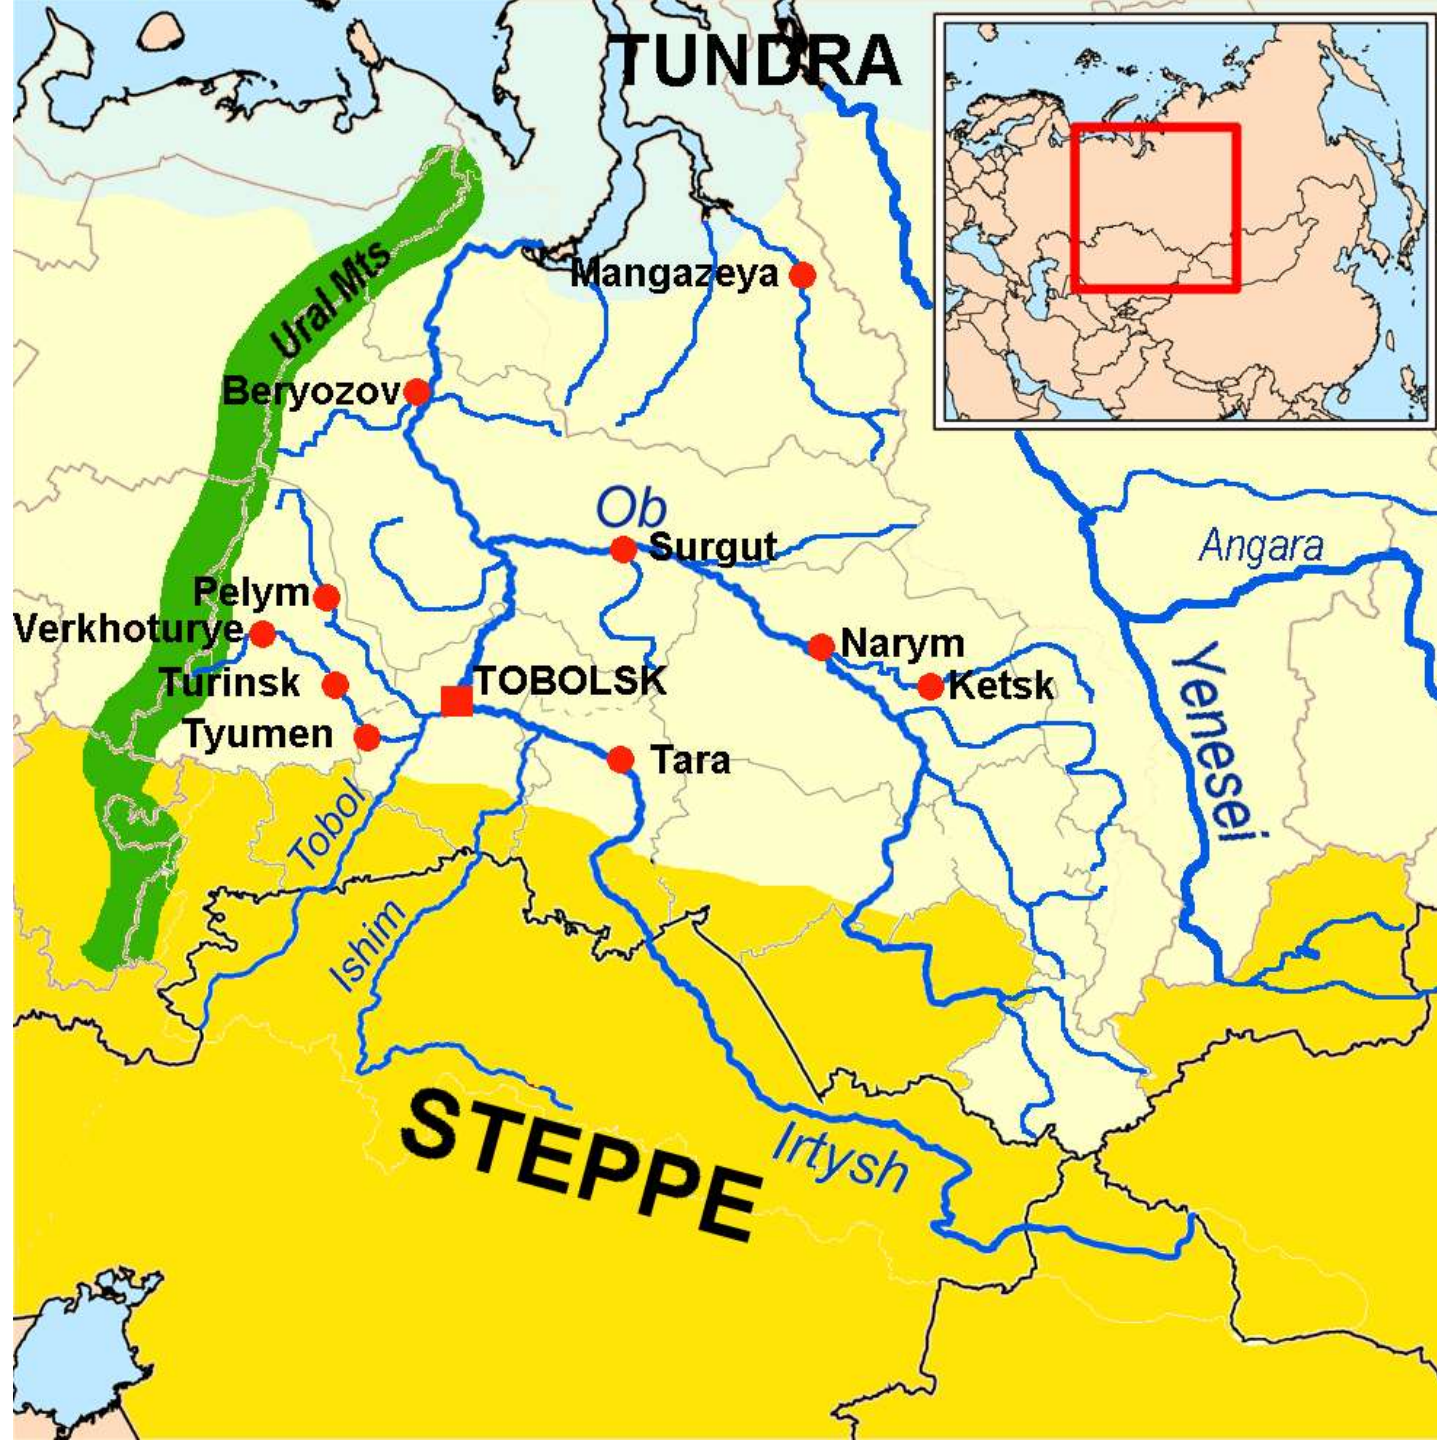 TUNDRA
Ural Mts
Mangazeya
Beryozov
Ob
Surgut
Angara
Pelym
Verkhoturye
Turinsk
TOBOLSK
Narym
Ketsk
Tyumen
Tara
Yenesei
Tobol
Ishim
STEPPE
Irtysh